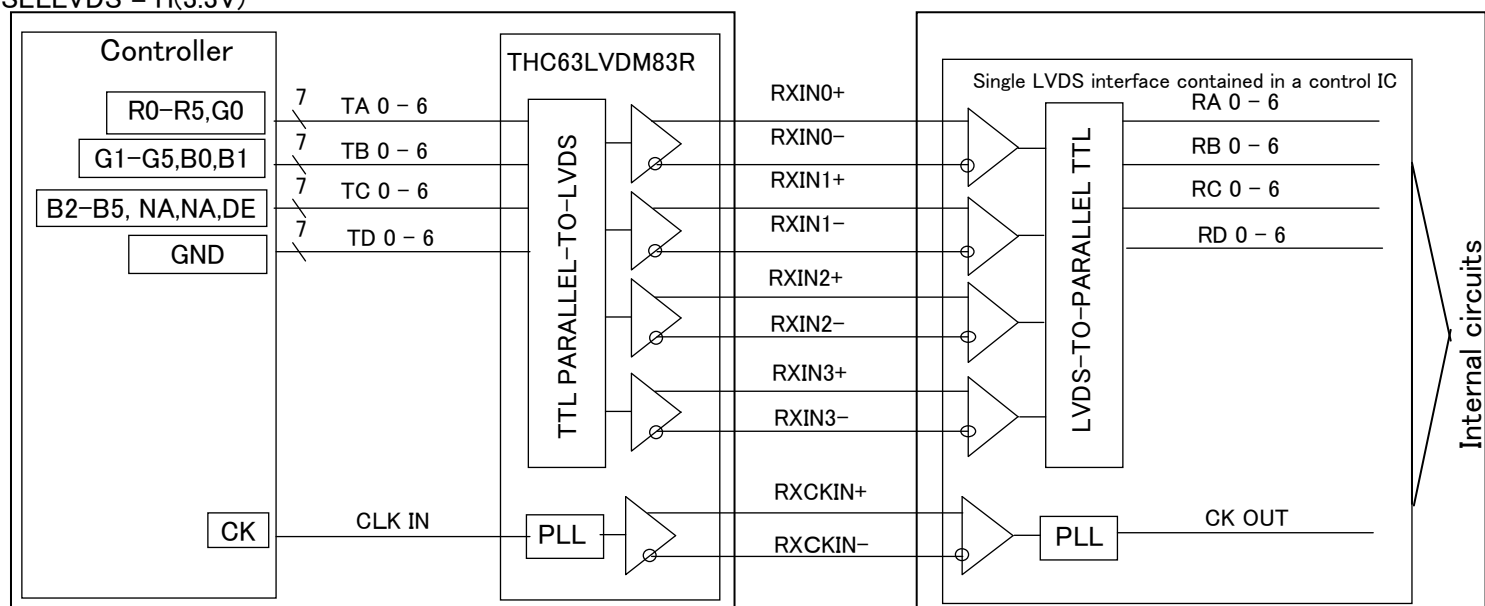 SELLVDS = H(3.3V)
Controller
THC63LVDM83R
Single LVDS interface contained in a control IC
R0-R5,G0
7
TA 0 - 6
RXIN0+
RA 0 - 6
G1-G5,B0,B1
7
TB 0 - 6
RXIN0-
RB 0 - 6
B2-B5, NA,NA,DE
7
TC 0 - 6
RXIN1+
RC 0 - 6
GND
7
TD 0 - 6
RXIN1-
RD 0 - 6
TTL PARALLEL-TO-LVDS
RXIN2+
RXIN2-
RXIN3+
RXIN3-
LVDS-TO-PARALLEL TTL
Internal circuits
CK
CLK IN
PLL
RXCKIN+
RXCKIN-
PLL
CK OUT